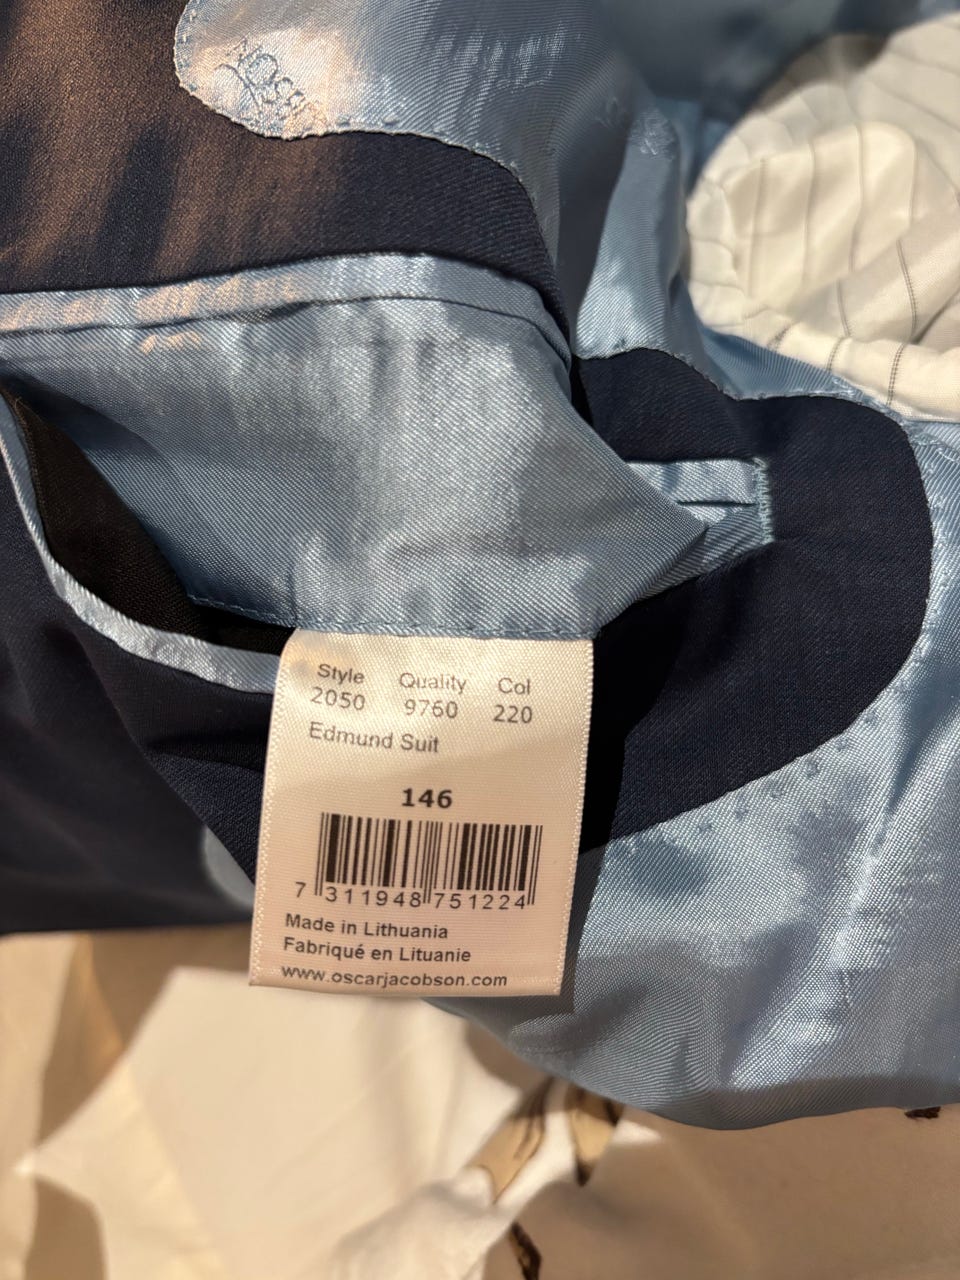 Style Quality Col
2050 9760 220
Edmund Suit
146
7 311948 751224
Made in Lithuania
Fabriqué en Lituanie
www.oscarjacobson.com